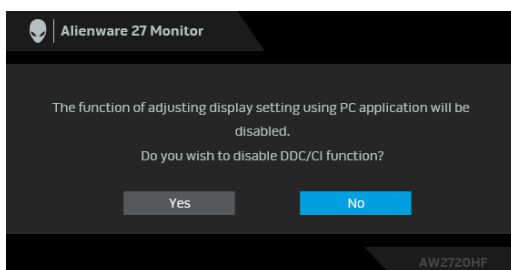 Alienware 27 Monitor
The function of adjusting display setting using PC application will be
disabled.
Do you wish to disable DDC/CI function?
Yes No
AW2720HF